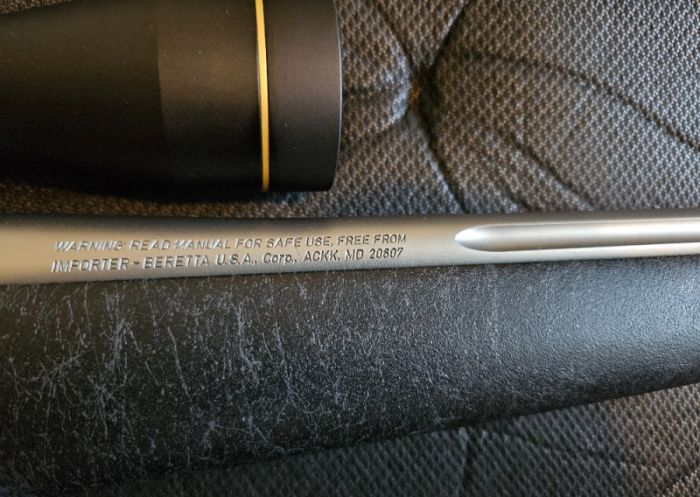 WARNING: READ MANUAL FOR SAFE USE, FREE FROM
IMPORTER - BERETTA U.S.A., Corp., ACKK, MD 20607